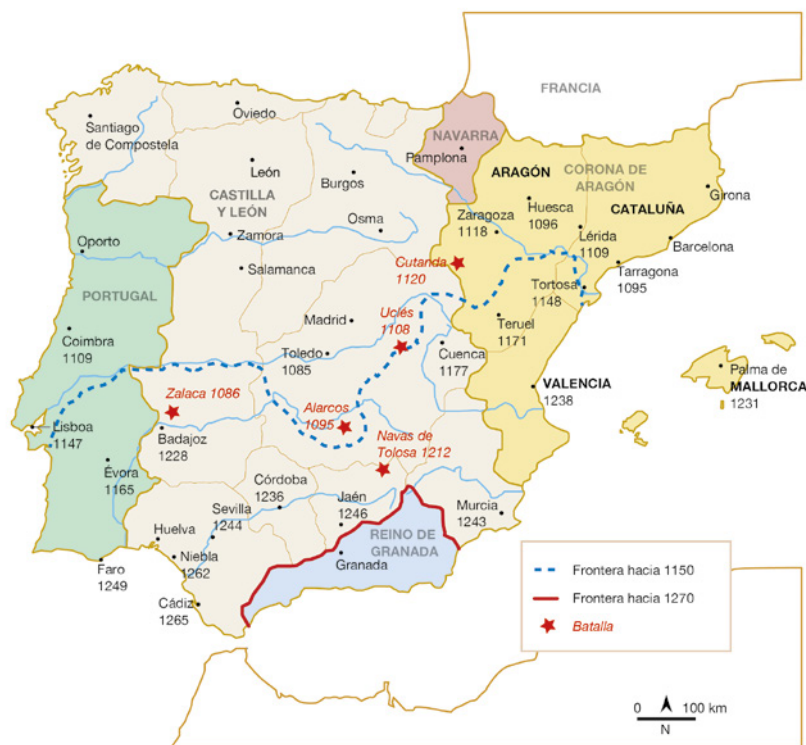 FRANCIA
Oviedo
Santiago
de Compostela
NAVARRA
Pamplona
León
Burgos
ARAGÓN
CORONA DE
ARAGÓN
CASTILLA
Y LEÓN
Huesca
1096
CATALUÑA
Girona
Osma
Zaragoza
1118
Zamora
Lérida
1109
Barcelona
Oporto
Cutanda
1120
Salamanca
Tarragona
1095
Tortosa
1148
PORTUGAL
Uclés
1108
Madrid
Teruel
1171
Coimbra
1109
Toledo
1085
Cuenca
1177
Palma de
MALLORCA
1231
VALENCIA
1238
Zalaca 1086
Alarcos
1095
Lisboa
1147
Badajoz
1228
Navas de
Tolosa 1212
Évora
1165
Córdoba
1236
Jaén
1246
Murcia
1243
Sevilla
1244
Huelva
REINO DE
GRANADA
Niebla
1262
Granada
Faro
1249
Cádiz
1265
Frontera hacia 1150
Frontera hacia 1270
Batalla
0 100 km
N